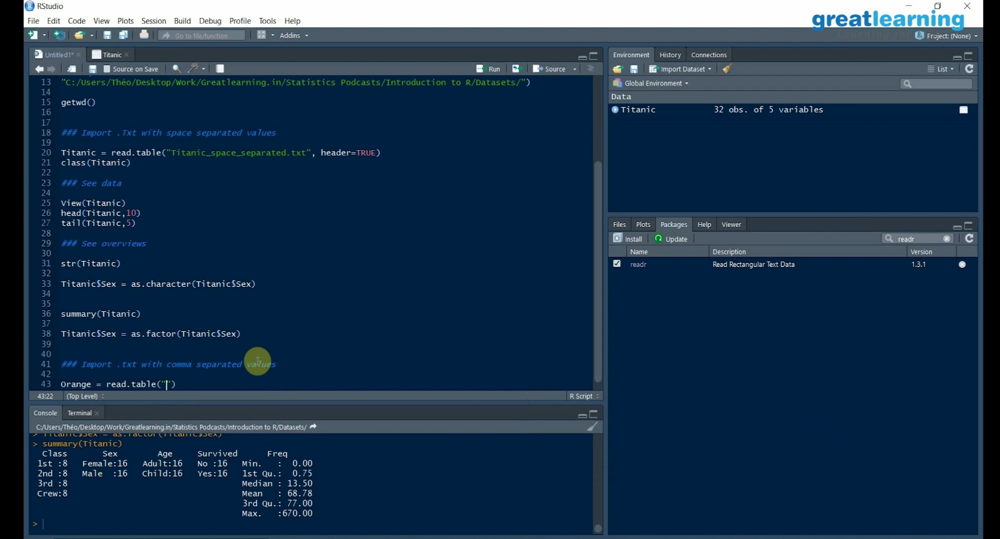 RStudio
greatlearning
Learning for
File Edit Code View Plots Session Build Debug Profile Tools Help
Go to file/function Addins Project: (None)
Untitled1* Titanic
Source on Save Run Source
13 "C:/Users/Théo/Desktop/Work/Greatlearning.in/Statistics Podcasts/Introduction to R/Datasets/")
14
15 getwd()
16
17
18 ### Import .Txt with space separated values
19
20 Titanic = read.table("Titanic_space_separated.txt", header=TRUE)
21 class(Titanic)
22
23 ### See data
24
25 View(Titanic)
26 head(Titanic,10)
27 tail(Titanic,5)
28
29 ### See overviews
30
31 str(Titanic)
32
33 Titanic$Sex = as.character(Titanic$Sex)
34
35
36 summary(Titanic)
37
38 Titanic$Sex = as.factor(Titanic$Sex)
39
40
41 ### Import .txt with comma separated values
42
43 Orange = read.table("")
43:22 (Top Level) R Script
Console Terminal
C:/Users/Théo/Desktop/Work/Greatlearning.in/Statistics Podcasts/Introduction to R/Datasets/
> Titanic$Sex = as.factor(Titanic$Sex)
> summary(Titanic)
Class Sex Age Survived Freq
1st :8 Female:16 Adult:16 No :16 Min. : 0.00
2nd :8 Male :16 Child:16 Yes:16 1st Qu.: 0.75
3rd :8 Median : 13.50
Crew:8 Mean : 68.78
3rd Qu.: 77.00
Max. :670.00
>
Environment History Connections
Import Dataset List
Global Environment
Data
Titanic 32 obs. of 5 variables
Files Plots Packages Help Viewer
Install Update readr
Name Description Version
readr Read Rectangular Text Data 1.3.1